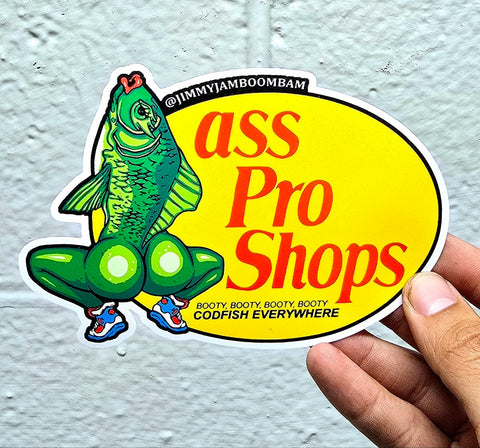 @JIMMYJAMBOOMBAM
ass
Pro
Shops
BOOTY, BOOTY, BOOTY, BOOTY
CODFISH EVERYWHERE